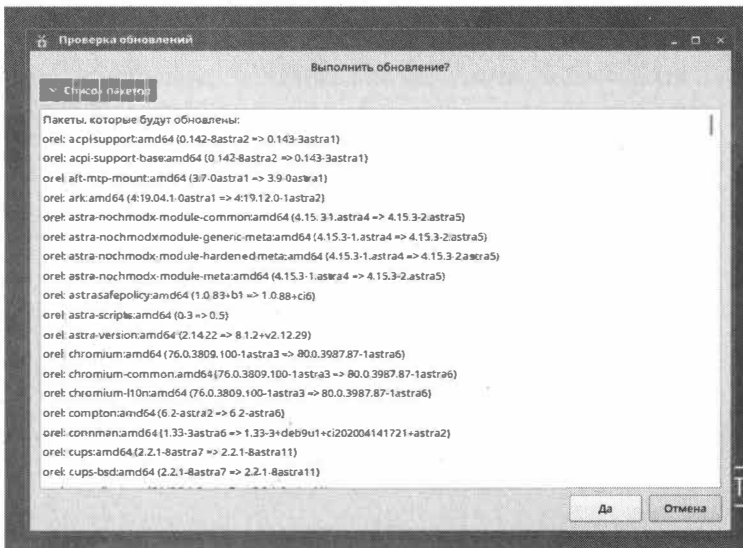 Проверка обновлений
Выполнить обновление?
Список пакетов
Пакеты, которые будут обновлены:
orel: acpi-support:amd64 (0.142-8astra2 => 0.143-3astra1)
orel: acpi-support-base:amd64 (0.142-8astra2 => 0.143-3astra1)
orel: aft-mtp-mount:amd64 (3.7-0astra1 => 3.9-0astra1)
orel: ark:amd64 (4:19.04.1-0astra1 => 4:19.12.0-1astra2)
orel: astra-nochmodx-module-common:amd64 (4.15.3-1.astra4 => 4.15.3-2.astra5)
orel: astra-nochmodx-module-generic-meta:amd64 (4.15.3-1.astra4 => 4.15.3-2.astra5)
orel: astra-nochmodx-module-hardened-meta:amd64 (4.15.3-1.astra4 => 4.15.3-2.astra5)
orel: astra-nochmodx-module-meta:amd64 (4.15.3-1.astra4 => 4.15.3-2.astra5)
orel: astrasafepolicy:amd64 (1.0.83+b1 => 1.0.88+ci6)
orel: astra-scripts:amd64 (0.3 => 0.5)
orel: astra-version:amd64 (2.14.22 => 8.1.2+v2.12.29)
orel: chromium:amd64 (76.0.3809.100-1astra3 => 80.0.3987.87-1astra6)
orel: chromium-common:amd64 (76.0.3809.100-1astra3 => 80.0.3987.87-1astra6)
orel: chromium-l10n:amd64 (76.0.3809.100-1astra3 => 80.0.3987.87-1astra6)
orel: compton:amd64 (6.2-astra2 => 6.2-astra6)
orel: connman:amd64 (1.33-3astra6 => 1.33-3+deb9u1+ci202004141721+astra2)
orel: cups:amd64 (2.2.1-8astra7 => 2.2.1-8astra11)
orel: cups-bsd:amd64 (2.2.1-8astra7 => 2.2.1-8astra11)
Да
Отмена